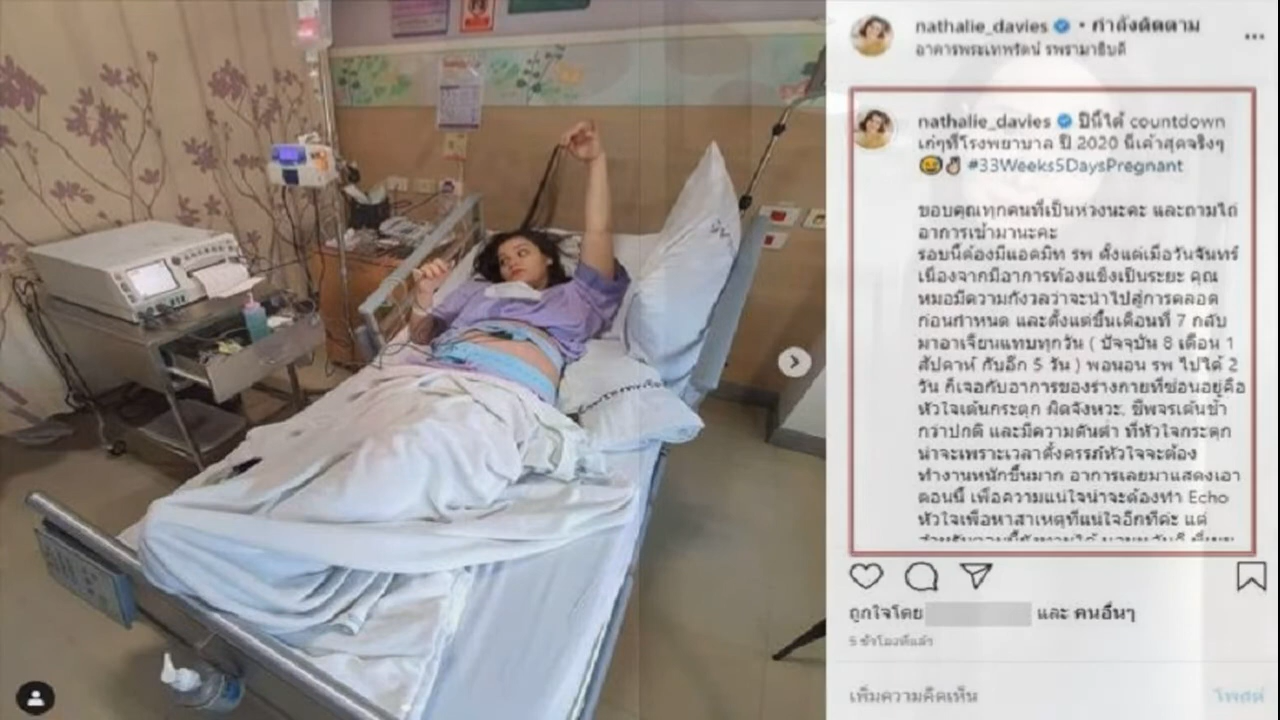 nathalie_davies • กำลังติดตาม
อาคารพระเทพรัตน์ รพรามาธิบดี
nathalie_davies ปีนี้ได้ countdown
เก๋ๆที่โรงพยาบาล ปี 2020 นี้เค้าสุดจริงๆ
😅✌🏻 #33Weeks5DaysPregnant
ขอบคุณทุกคนที่เป็นห่วงนะคะ และถามไถ่
อาการเข้ามานะคะ
รอบนี้ต้องมีแอดมิท รพ ตั้งแต่เมื่อวันจันทร์
เนื่องจากมีอาการท้องแข็งเป็นระยะ คุณ
หมอมีความกังวลว่าจะนำไปสู่การคลอด
ก่อนกำหนด และตั้งแต่ขึ้นเดือนที่ 7 กลับ
มาอาเจียนแทบทุกวัน ( ปัจจุบัน 8 เดือน 1
สัปดาห์ กับอีก 5 วัน ) พอนอน รพ ไปได้ 2
วัน ก็เจอกับอาการของร่างกายที่ซ่อนอยู่คือ
หัวใจเต้นกระตุก ผิดจังหวะ, ชีพจรเต้นช้า
กว่าปกติ และมีความดันต่ำ ที่หัวใจกระตุก
น่าจะเพราะเวลาตั้งครรภ์หัวใจจะต้อง
ทำงานหนักขึ้นมาก อาการเลยมาแสดงเอา
ตอนนี้ เพื่อความแน่ใจน่าจะต้องทำ Echo
หัวใจเพื่อหาสาเหตุที่แน่ใจอีกทีค่ะ แต่
ถูกใจโดย และ คนอื่นๆ
5 ชั่วโมงที่แล้ว
เพิ่มความคิดเห็น โพสต์